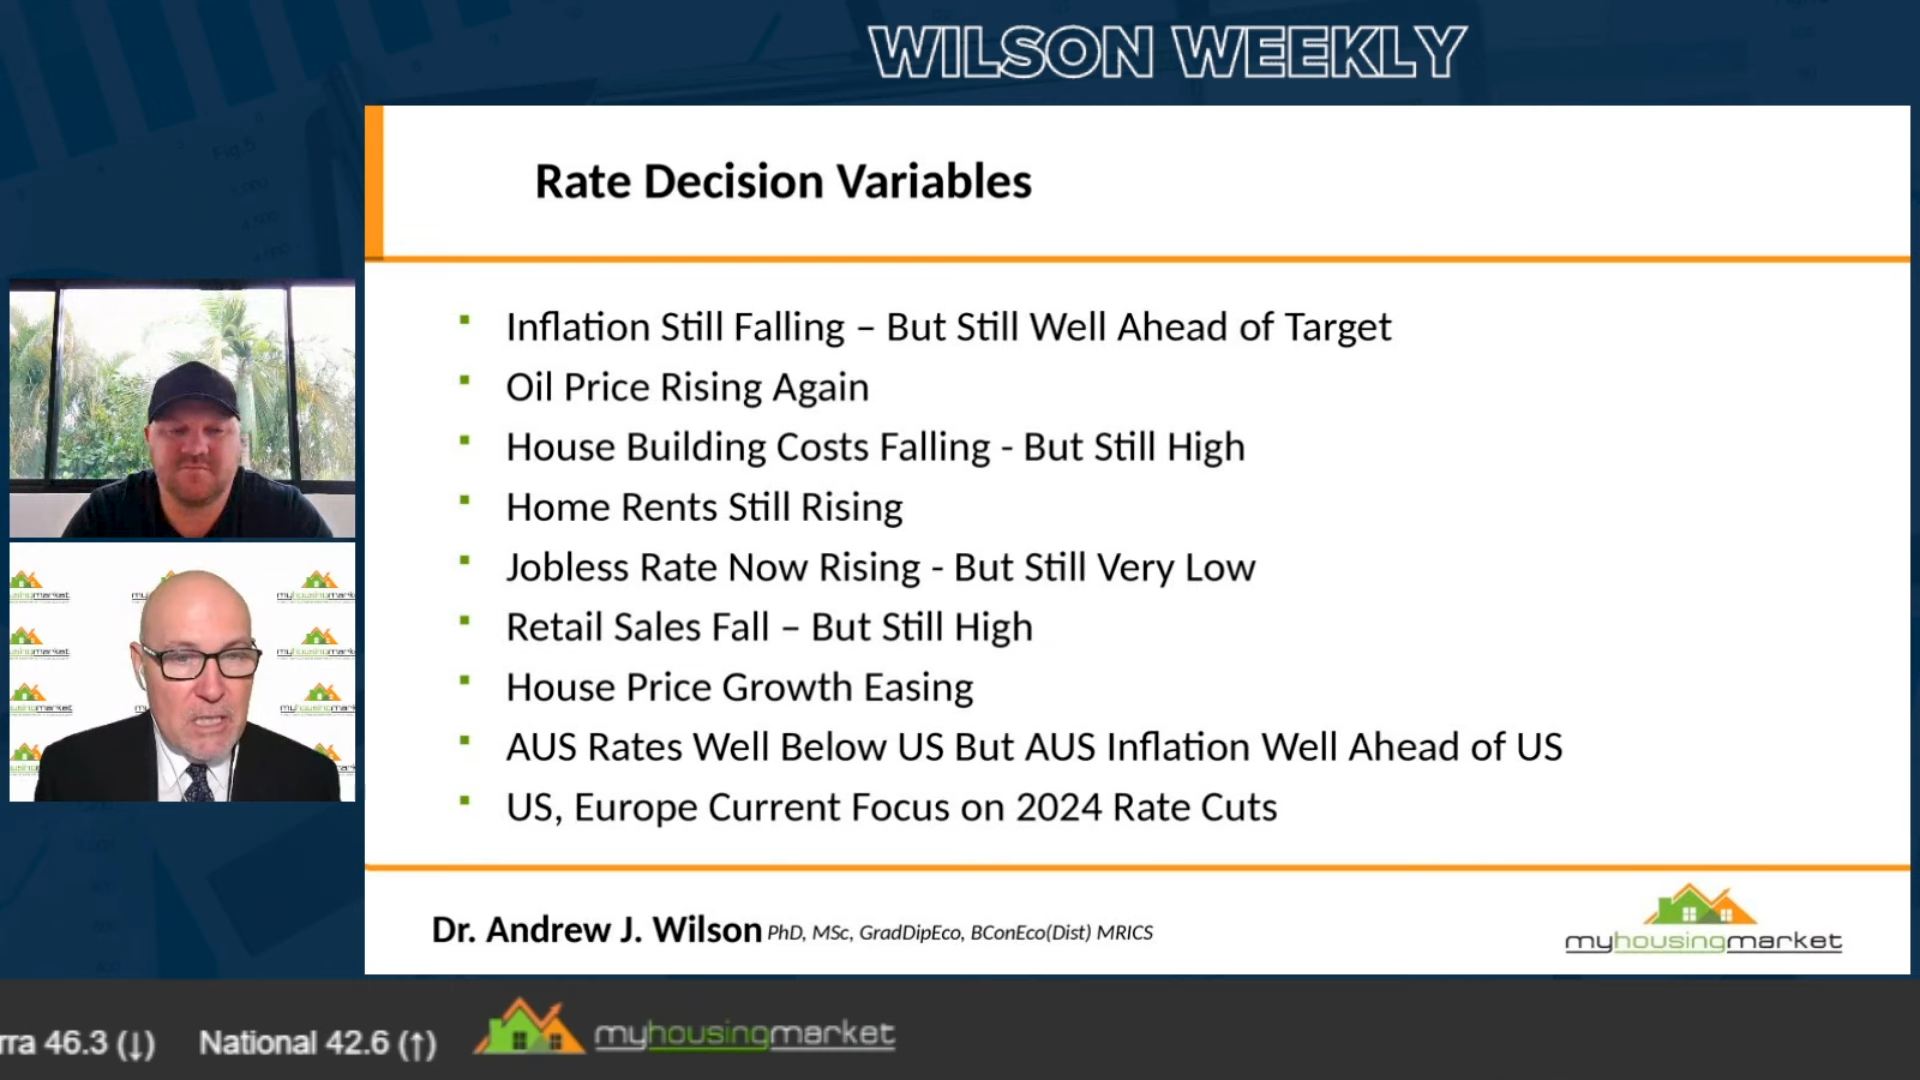 WILSON WEEKLY
Rate Decision Variables
Inflation Still Falling – But Still Well Ahead of Target
Oil Price Rising Again
House Building Costs Falling - But Still High
Home Rents Still Rising
Jobless Rate Now Rising - But Still Very Low
Retail Sales Fall – But Still High
House Price Growth Easing
AUS Rates Well Below US But AUS Inflation Well Ahead of US
US, Europe Current Focus on 2024 Rate Cuts
Dr. Andrew J. Wilson PhD, MSc, GradDipEco, BConEco(Dist) MRICS
myhousingmarket
rra 46.3 (↓) National 42.6 (↑) myhousingmarket
Fig.5